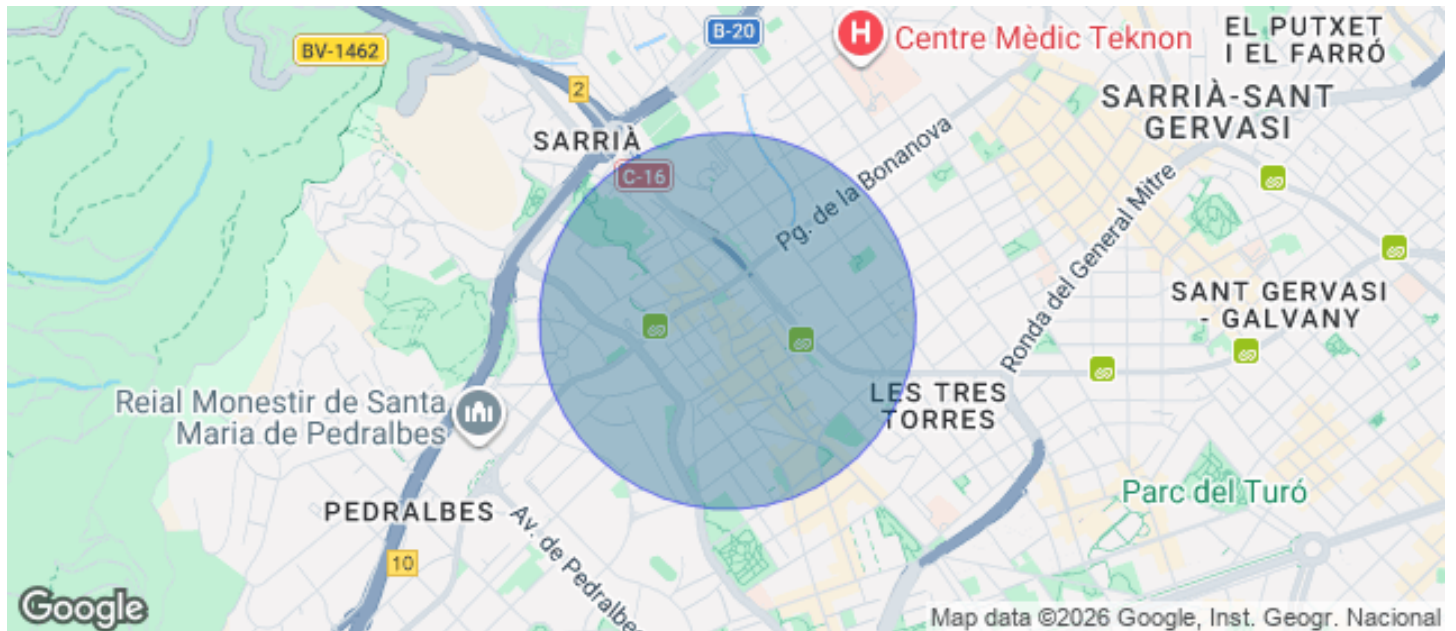 B-20
Centre Mèdic Teknon
EL PUTXET
I EL FARRÓ
BV-1462
2
SARRIÀ-SANT
GERVASI
SARRIÀ
C-16
Pg. de la Bonanova
Ronda del General Mitre
SANT GERVASI
- GALVANY
Reial Monestir de Santa
Maria de Pedralbes
LES TRES
TORRES
PEDRALBES
Av. de Pedralbes
Parc del Turó
10
Google
Map data ©2026 Google, Inst. Geogr. Nacional